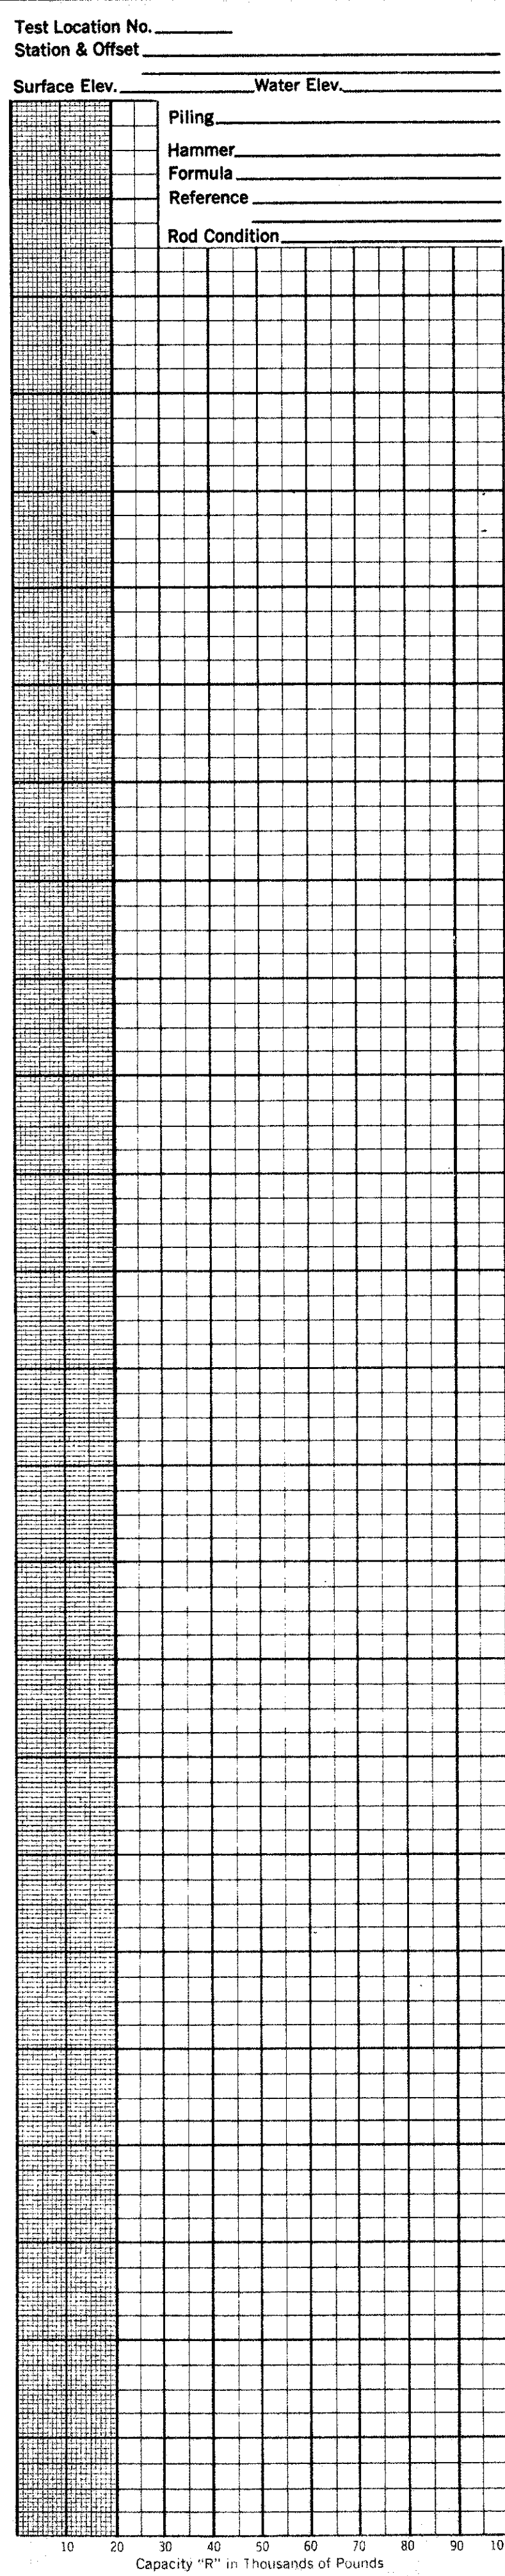 Test Location No.
Station & Offset
Surface Elev. Water Elev.
Piling
Hammer
Formula
Reference
Rod Condition
10 20 30 40 50 60 70 80 90 10
Capacity "R" in Thousands of Pounds